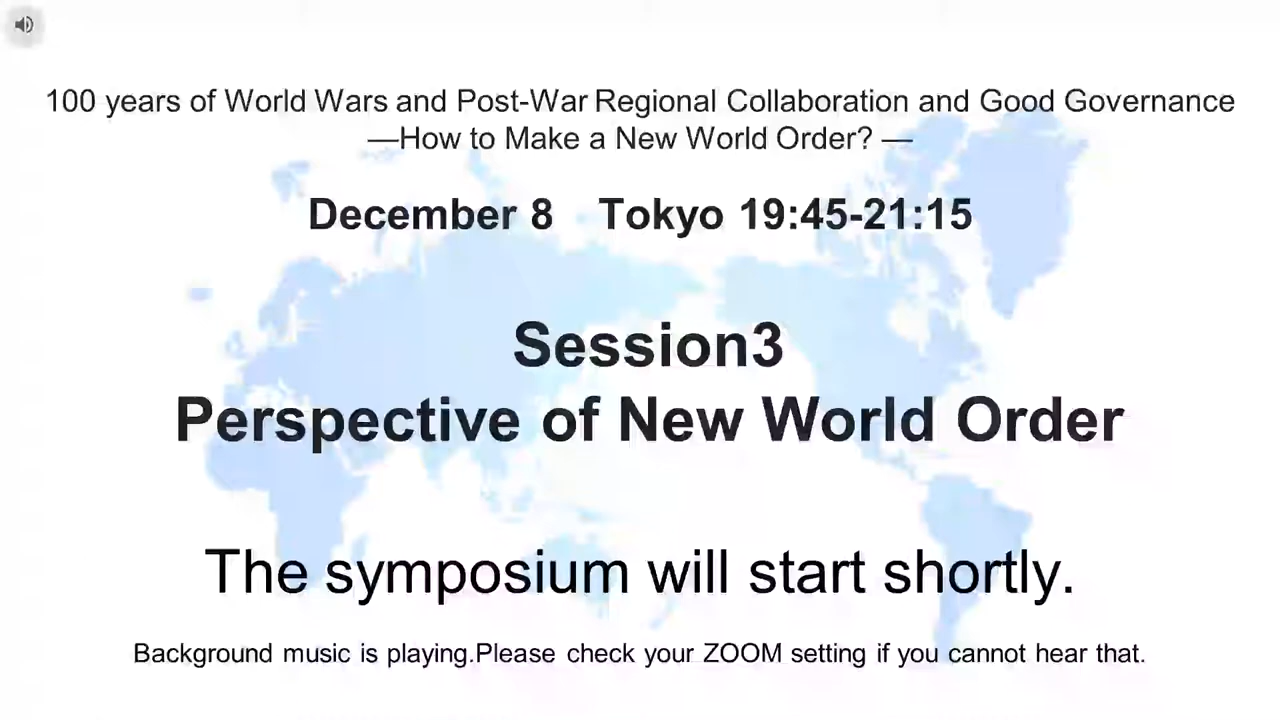 100 years of World Wars and Post-War Regional Collaboration and Good Governance
—How to Make a New World Order? —
December 8　Tokyo 19:45-21:15
Session3
Perspective of New World Order
The symposium will start shortly.
Background music is playing.Please check your ZOOM setting if you cannot hear that.